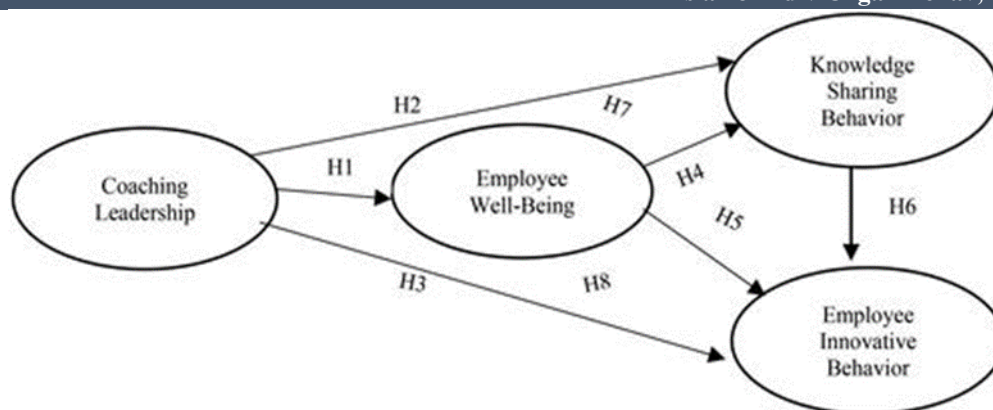 Knowledge
Sharing
Behavior
H2
H7
H1
Employee
Well-Being
H4
Coaching
Leadership
H5
H6
H3
H8
Employee
Innovative
Behavior